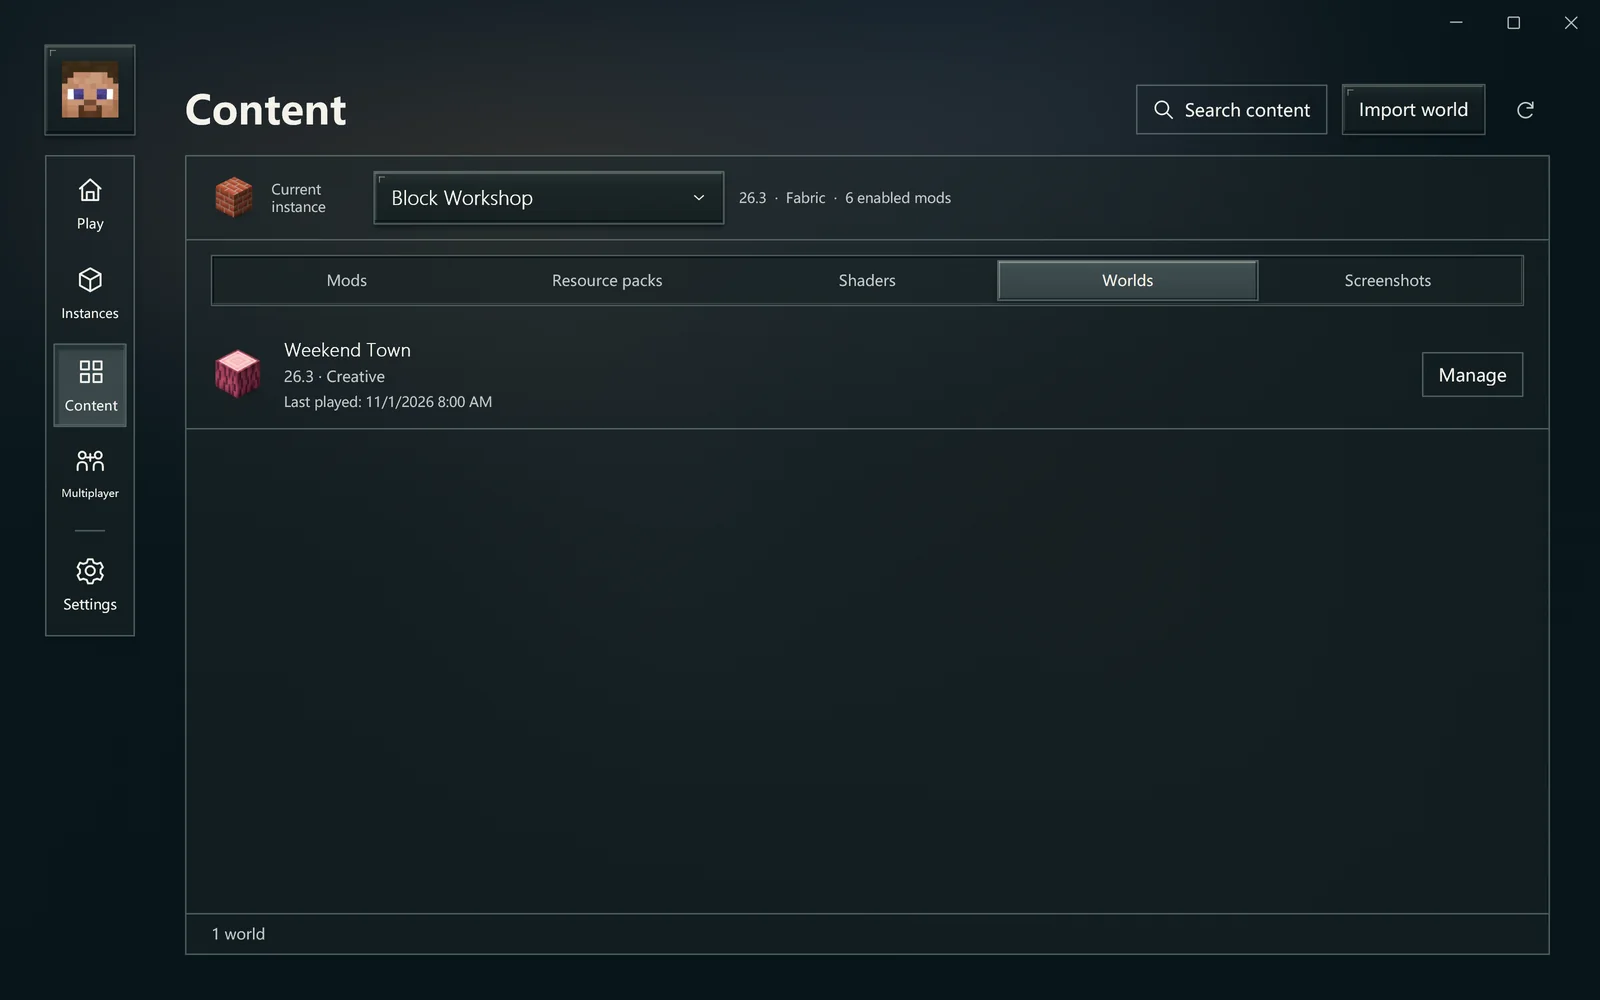 Content
Search content
Import world
Play
Instances
Content
Multiplayer
Settings
Current
instance
Block Workshop
26.3 · Fabric · 6 enabled mods
Mods
Resource packs
Shaders
Worlds
Screenshots
Weekend Town
26.3 · Creative
Last played: 11/1/2026 8:00 AM
Manage
1 world